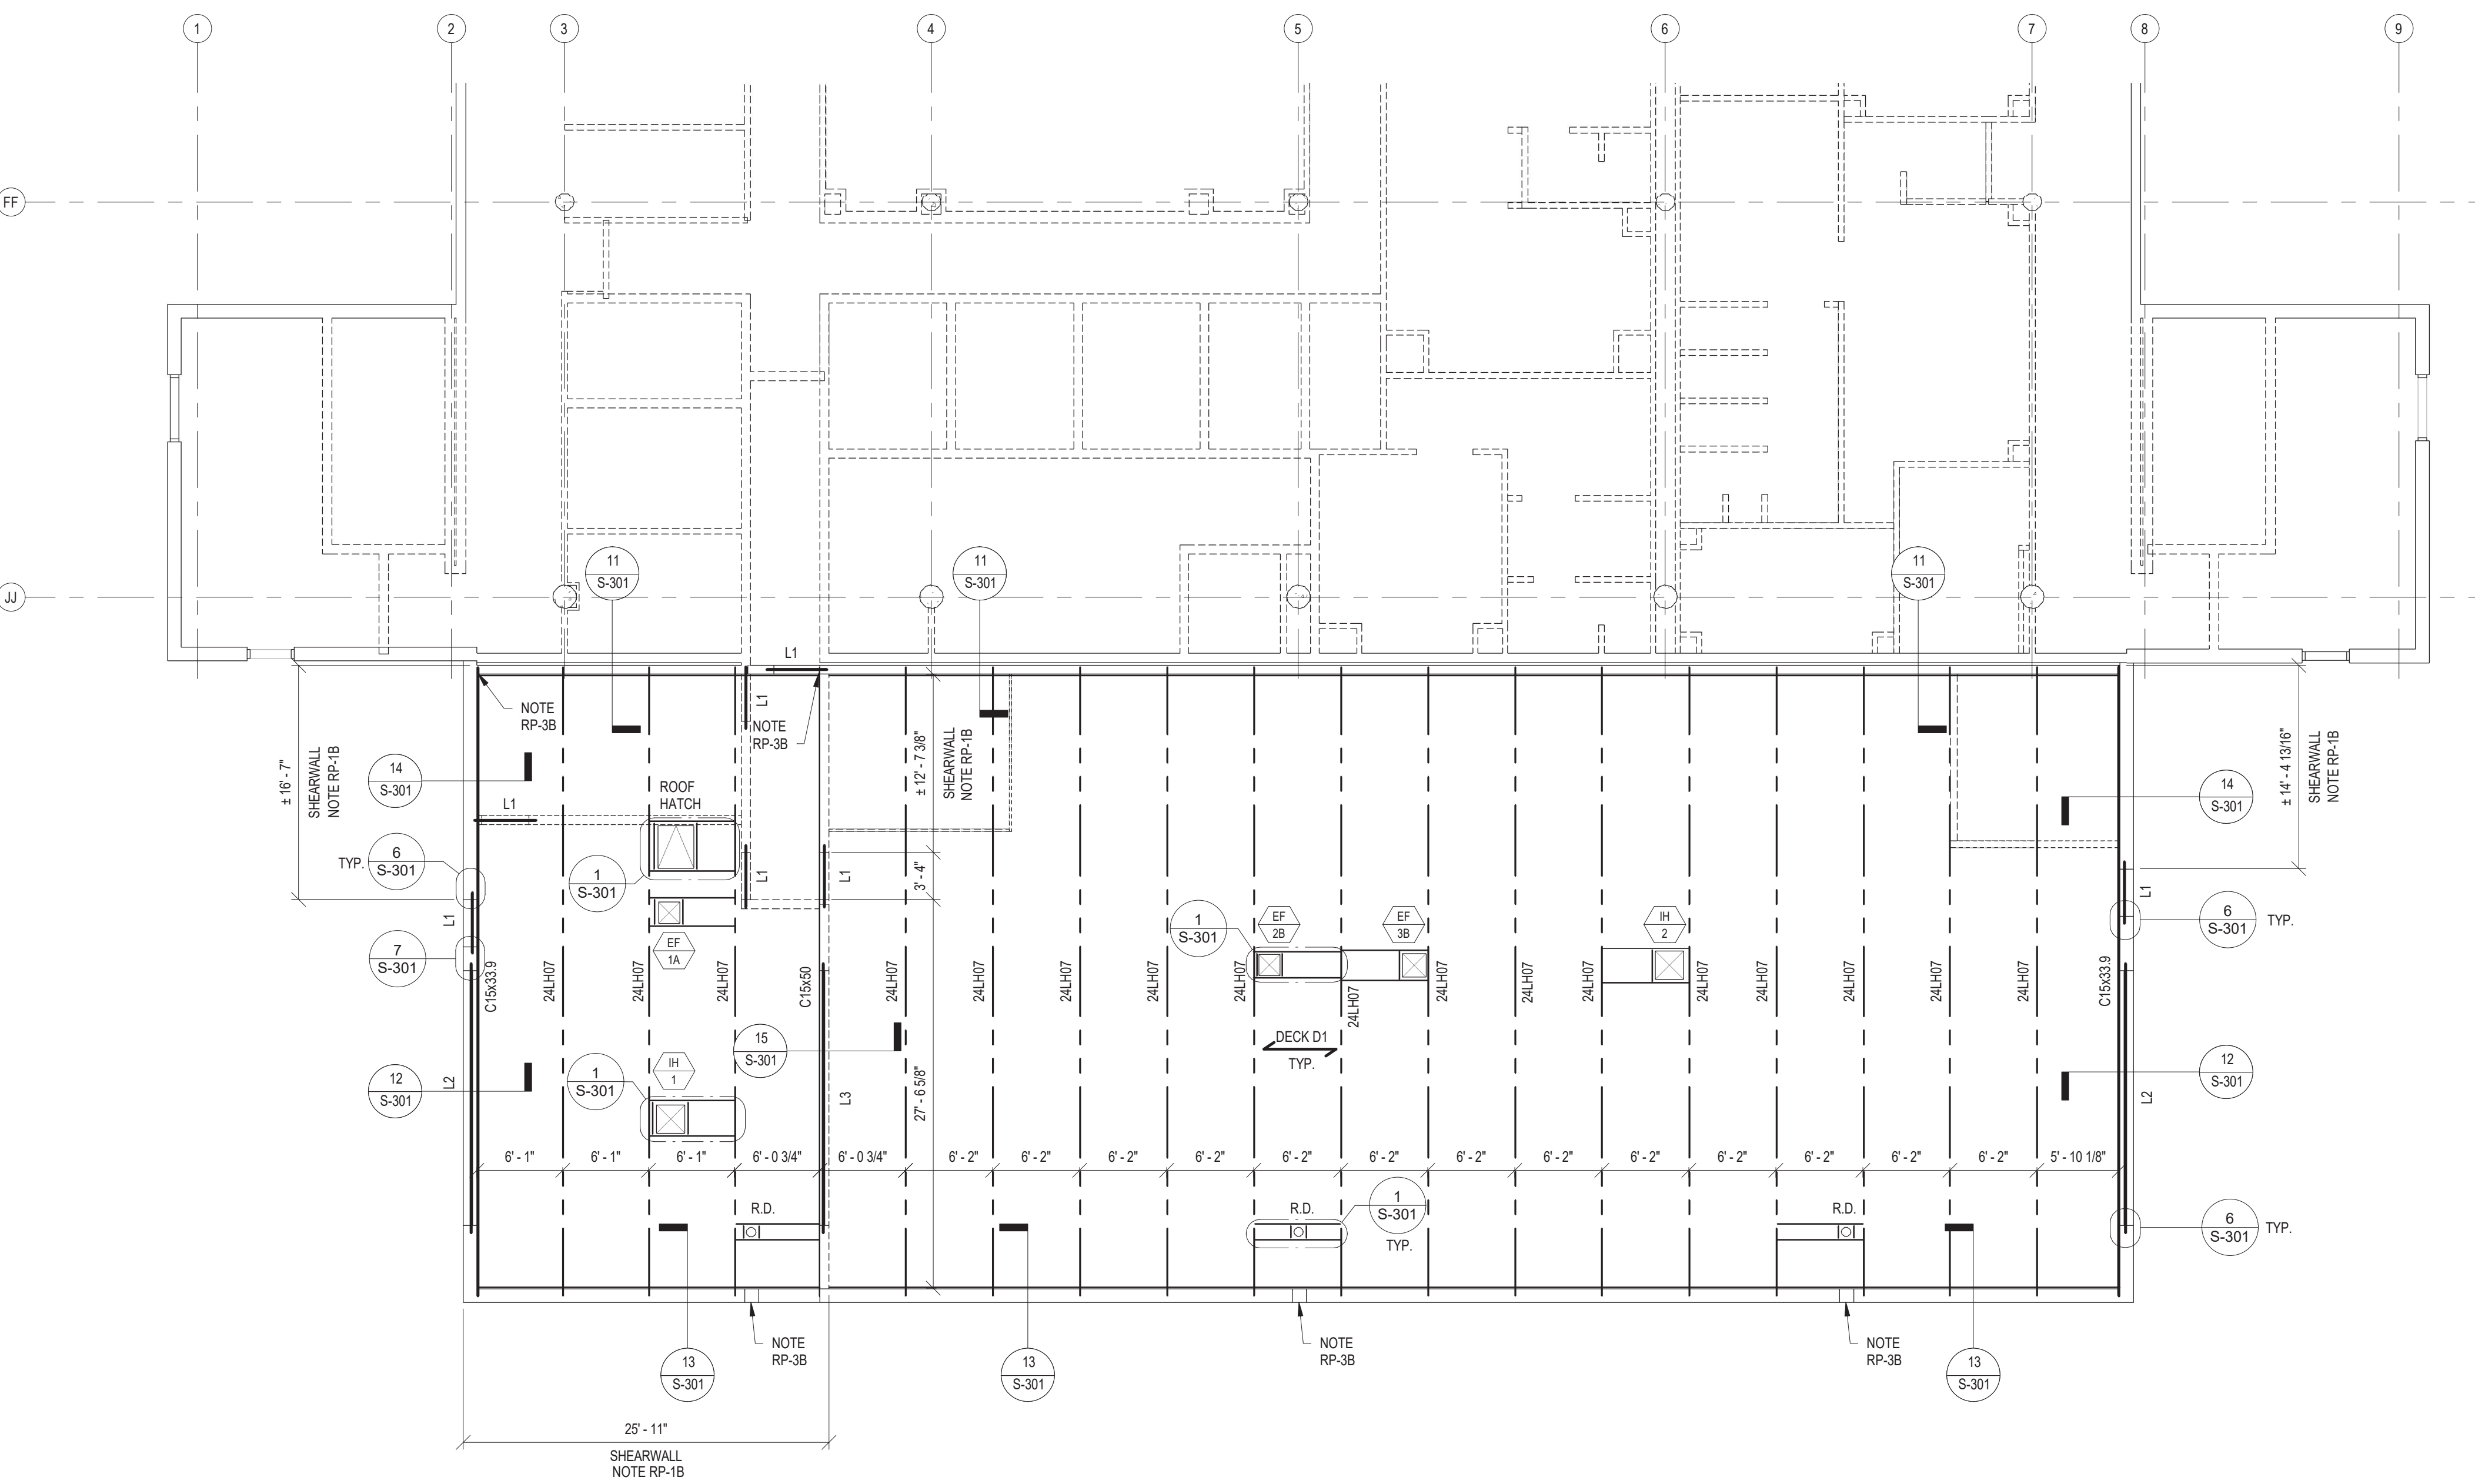 1
2
3
4
5
6
7
8
9
FF
JJ
11
S-301
11
S-301
11
S-301
L1
NOTE
RP-3B
L1
NOTE
RP-3B
± 16' - 7"
SHEARWALL
NOTE RP-1B
14
S-301
L1
ROOF
HATCH
± 12' - 7 3/8"
SHEARWALL
NOTE RP-1B
14
S-301
± 14' - 4 13/16"
SHEARWALL
NOTE RP-1B
TYP.
6
S-301
1
S-301
L1
L1
3' - 4"
L1
L1
6
S-301
TYP.
7
S-301
EF
1A
1
S-301
EF
2B
EF
3B
IH
2
C15x33.9
24LH07
24LH07
24LH07
C15x50
24LH07
24LH07
24LH07
24LH07
24LH07
24LH07
24LH07
24LH07
24LH07
24LH07
24LH07
24LH07
24LH07
24LH07
C15x33.9
15
S-301
DECK D1
TYP.
12
S-301
L2
1
S-301
IH
1
L3
27' - 6 5/8"
12
S-301
L2
6' - 1"
6' - 1"
6' - 1"
6' - 0 3/4"
6' - 0 3/4"
6' - 2"
6' - 2"
6' - 2"
6' - 2"
6' - 2"
6' - 2"
6' - 2"
6' - 2"
6' - 2"
6' - 2"
6' - 2"
6' - 2"
6' - 2"
5' - 10 1/8"
R.D.
R.D.
1
S-301
TYP.
R.D.
6
S-301
TYP.
NOTE
RP-3B
NOTE
RP-3B
NOTE
RP-3B
13
S-301
13
S-301
13
S-301
25' - 11"
SHEARWALL
NOTE RP-1B